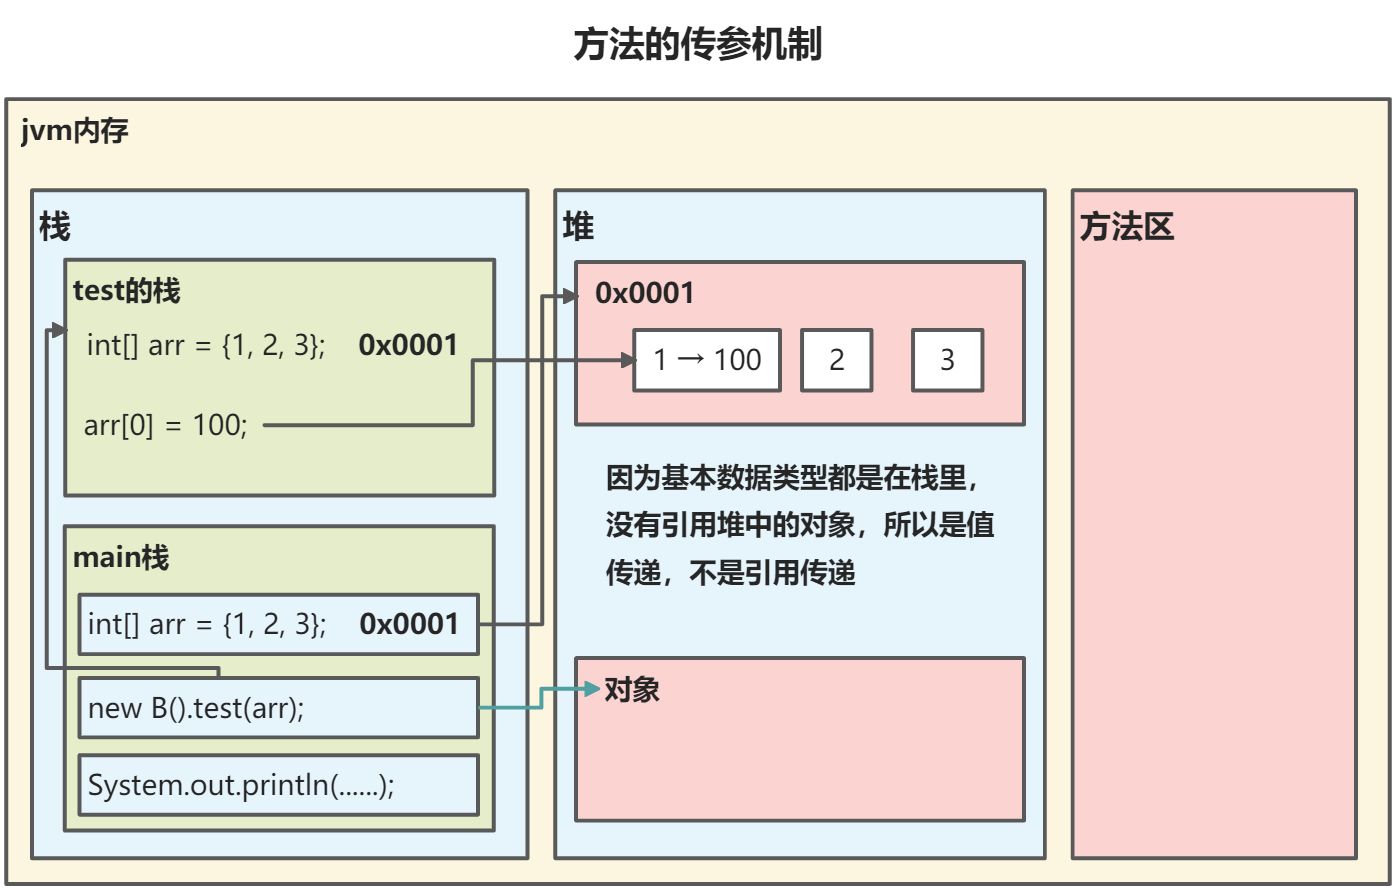 方法的传参机制
jvm内存
栈
test的栈
int[] arr = {1, 2, 3}; 0x0001
arr[0] = 100;
main栈
int[] arr = {1, 2, 3}; 0x0001
new B().test(arr);
System.out.println(......);
堆
0x0001
1 → 100 2 3
因为基本数据类型都是在栈里，
没有引用堆中的对象，所以是值
传递，不是引用传递
对象
方法区